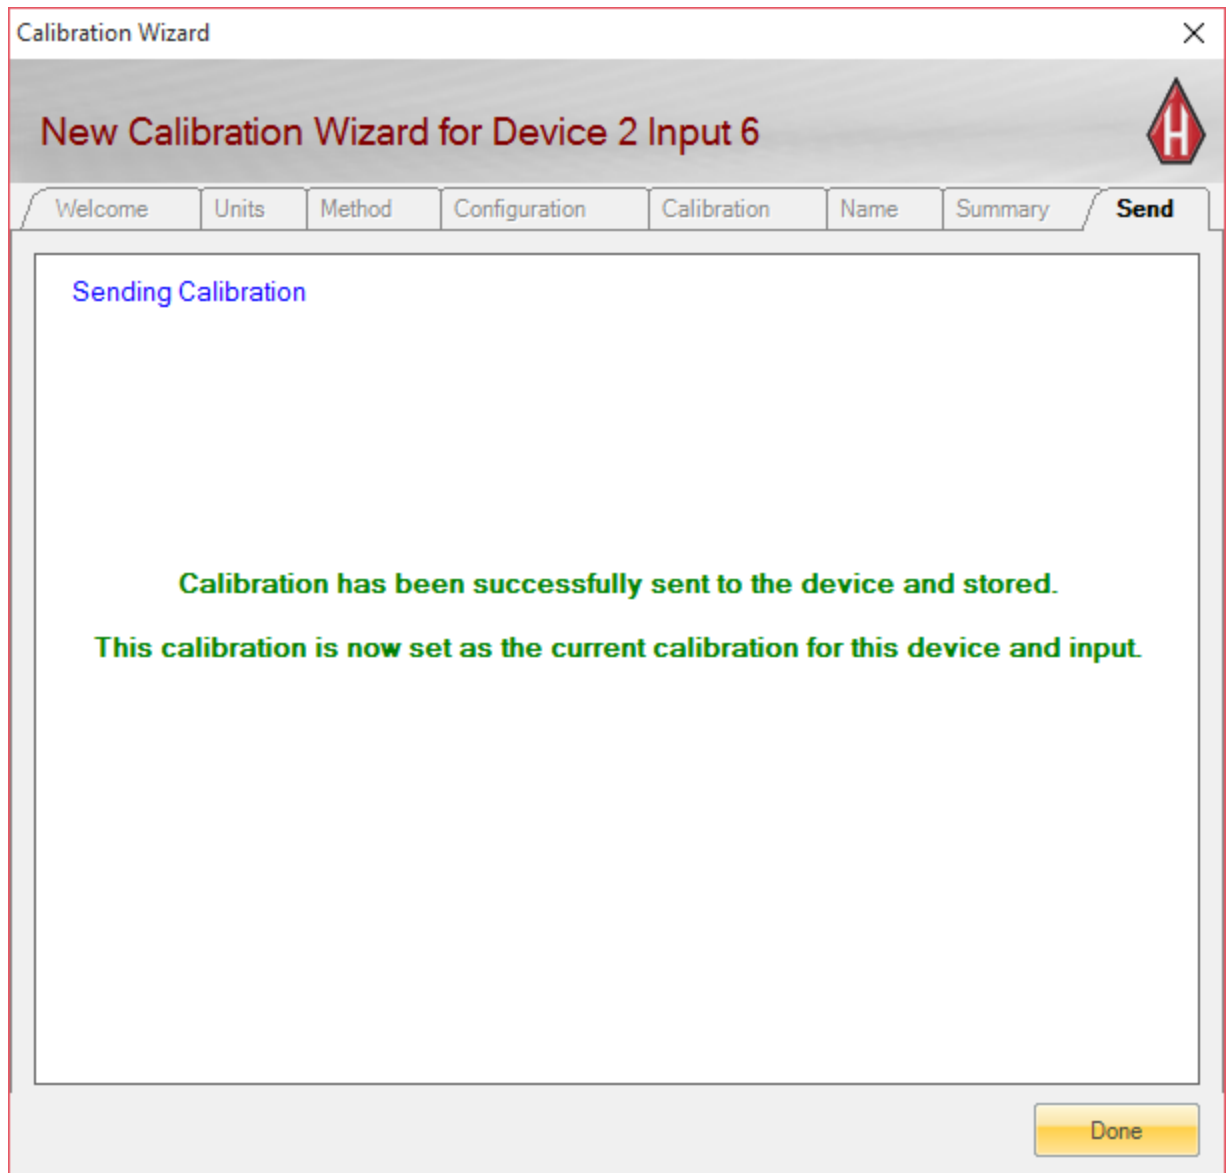 Calibration Wizard
New Calibration Wizard for Device 2 Input 6
H
Welcome Units Method Configuration Calibration Name Summary Send
Sending Calibration
Calibration has been successfully sent to the device and stored.
This calibration is now set as the current calibration for this device and input.
Done